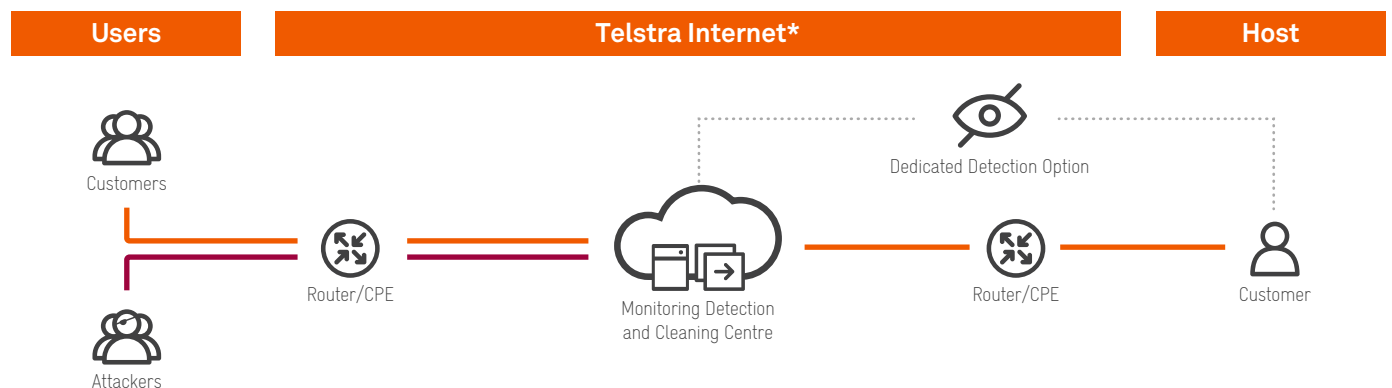 Users
Telstra Internet*
Host
Customers
Dedicated Detection Option
Router/CPE
Monitoring Detection
and Cleaning Centre
Router/CPE
Customer
Attackers